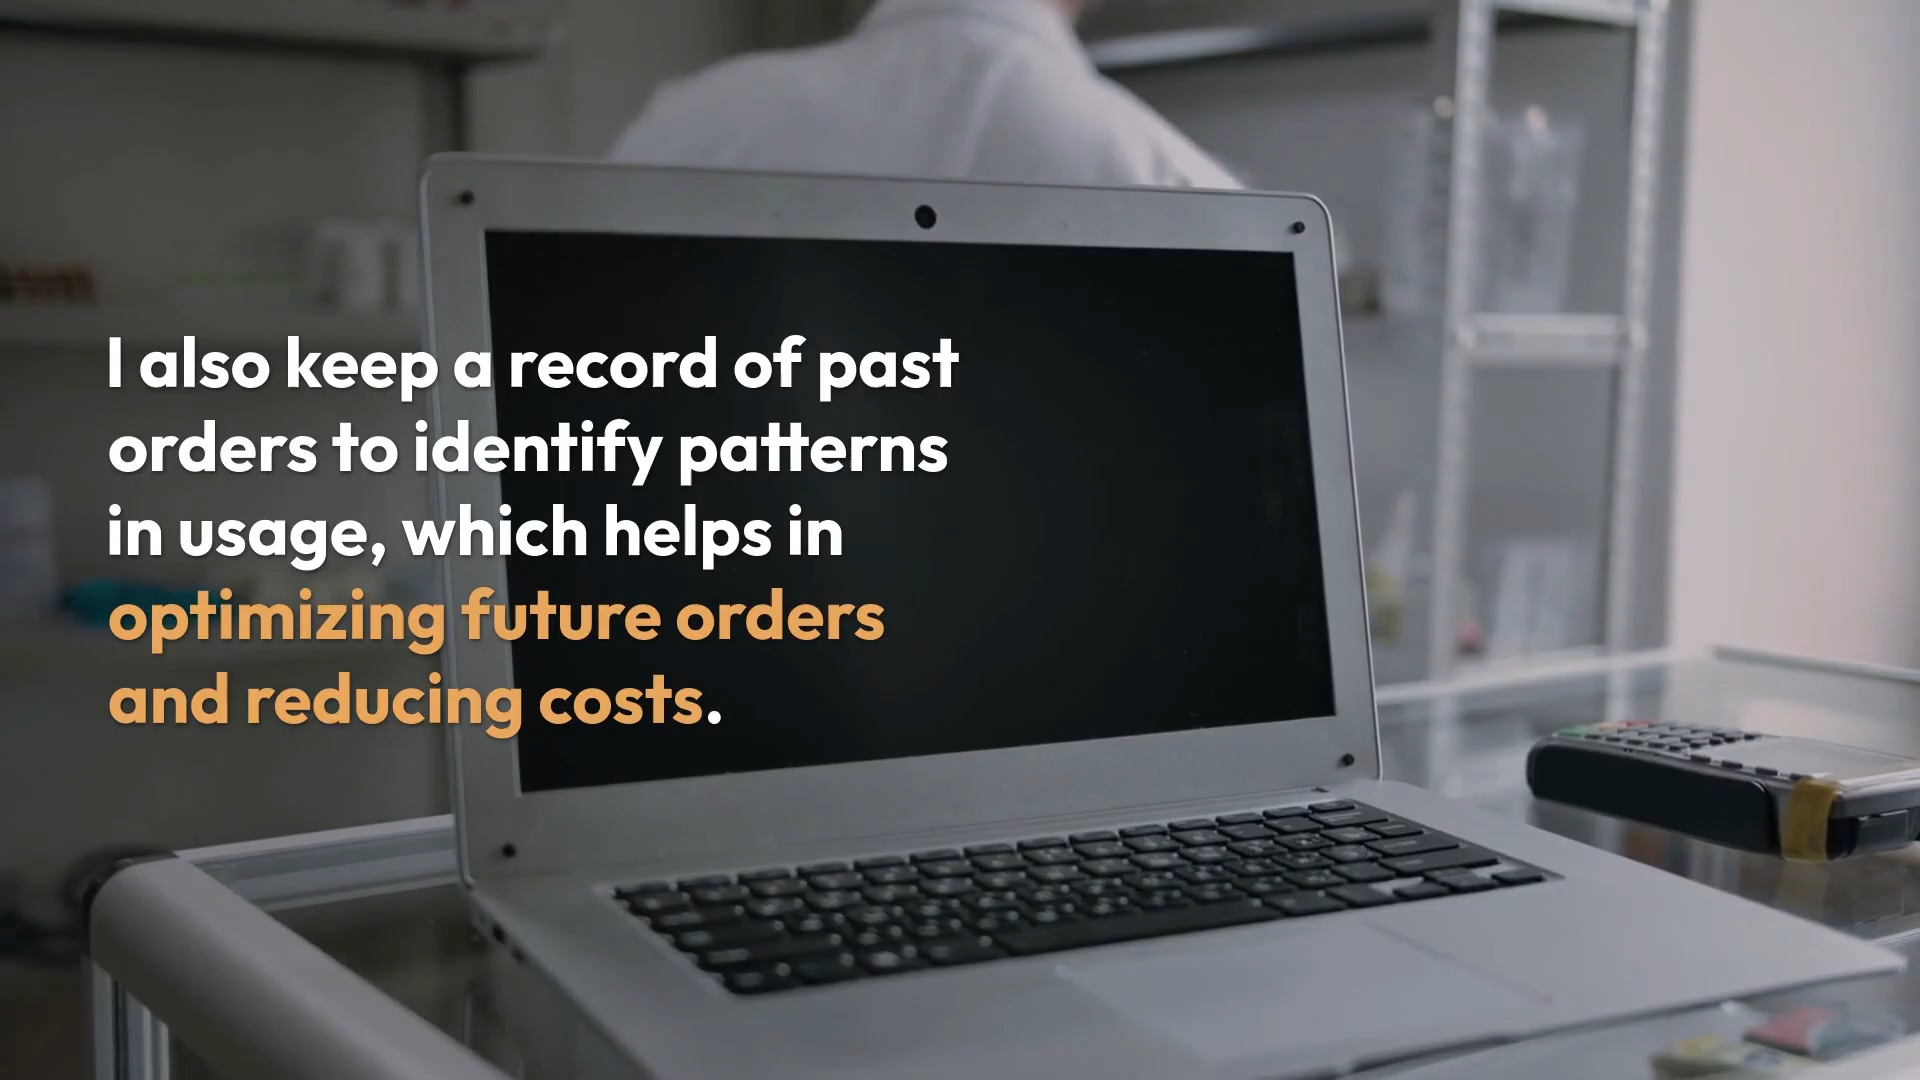 I also keep a record of past
orders to identify patterns
in usage, which helps in
optimizing future orders
and reducing costs.